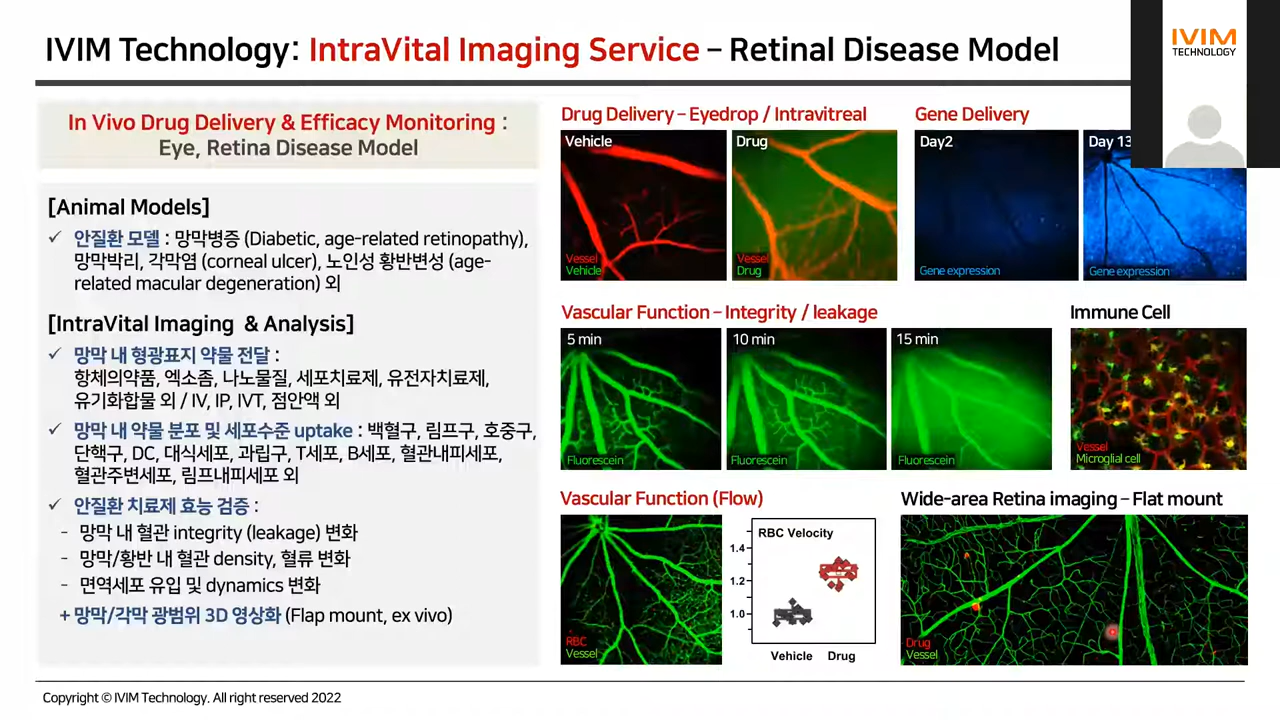 IVIM Technology: IntraVital Imaging Service – Retinal Disease Model
IVIM
TECHNOLOGY
In Vivo Drug Delivery & Efficacy Monitoring :
Eye, Retina Disease Model
[Animal Models]
✓ 안질환 모델 : 망막병증 (Diabetic, age-related retinopathy),
망막박리, 각막염 (corneal ulcer), 노인성 황반변성 (age-
related macular degeneration) 외
[IntraVital Imaging & Analysis]
✓ 망막 내 형광표지 약물 전달 :
항체의약품, 엑소좀, 나노물질, 세포치료제, 유전자치료제,
유기화합물 외 / IV, IP, IVT, 점안액 외
✓ 망막 내 약물 분포 및 세포수준 uptake : 백혈구, 림프구, 호중구,
단핵구, DC, 대식세포, 과립구, T세포, B세포, 혈관내피세포,
혈관주변세포, 림프내피세포 외
✓ 안질환 치료제 효능 검증 :
- 망막 내 혈관 integrity (leakage) 변화
- 망막/황반 내 혈관 density, 혈류 변화
- 면역세포 유입 및 dynamics 변화
+ 망막/각막 광범위 3D 영상화 (Flap mount, ex vivo)
Drug Delivery – Eyedrop / Intravitreal
Vehicle
Vessel
Vehicle
Drug
Vessel
Drug
Gene Delivery
Day2
Gene expression
Day 13
Gene expression
Vascular Function – Integrity / leakage
5 min
Fluorescein
10 min
Fluorescein
15 min
Fluorescein
Immune Cell
Vessel
Microglial cell
Vascular Function (Flow)
RBC
Vessel
RBC Velocity
1.4
1.2
1.0
Vehicle Drug
Wide-area Retina imaging – Flat mount
Drug
Vessel
Copyright © IVIM Technology. All right reserved 2022